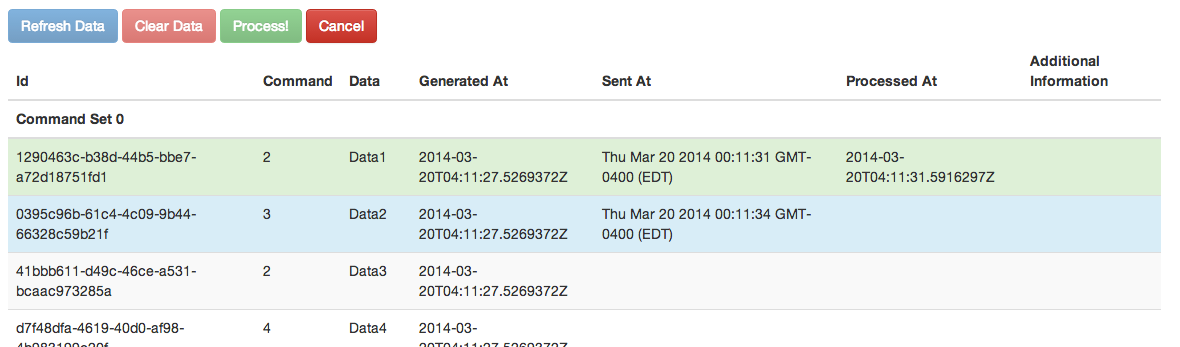 Refresh Data Clear Data Process! Cancel
Additional
Id Command Data Generated At Sent At Processed At Information
Command Set 0
1290463c-b38d-44b5-bbe7- 2 Data1 2014-03- Thu Mar 20 2014 00:11:31 GMT- 2014-03-
a72d18751fd1 20T04:11:27.5269372Z 0400 (EDT) 20T04:11:31.5916297Z
0395c96b-61c4-4c09-9b44- 3 Data2 2014-03- Thu Mar 20 2014 00:11:34 GMT-
66328c59b21f 20T04:11:27.5269372Z 0400 (EDT)
41bbb611-d49c-46ce-a531- 2 Data3 2014-03-
bcaac973285a 20T04:11:27.5269372Z
d7f48dfa-4619-40d0-af98- 4 Data4 2014-03-